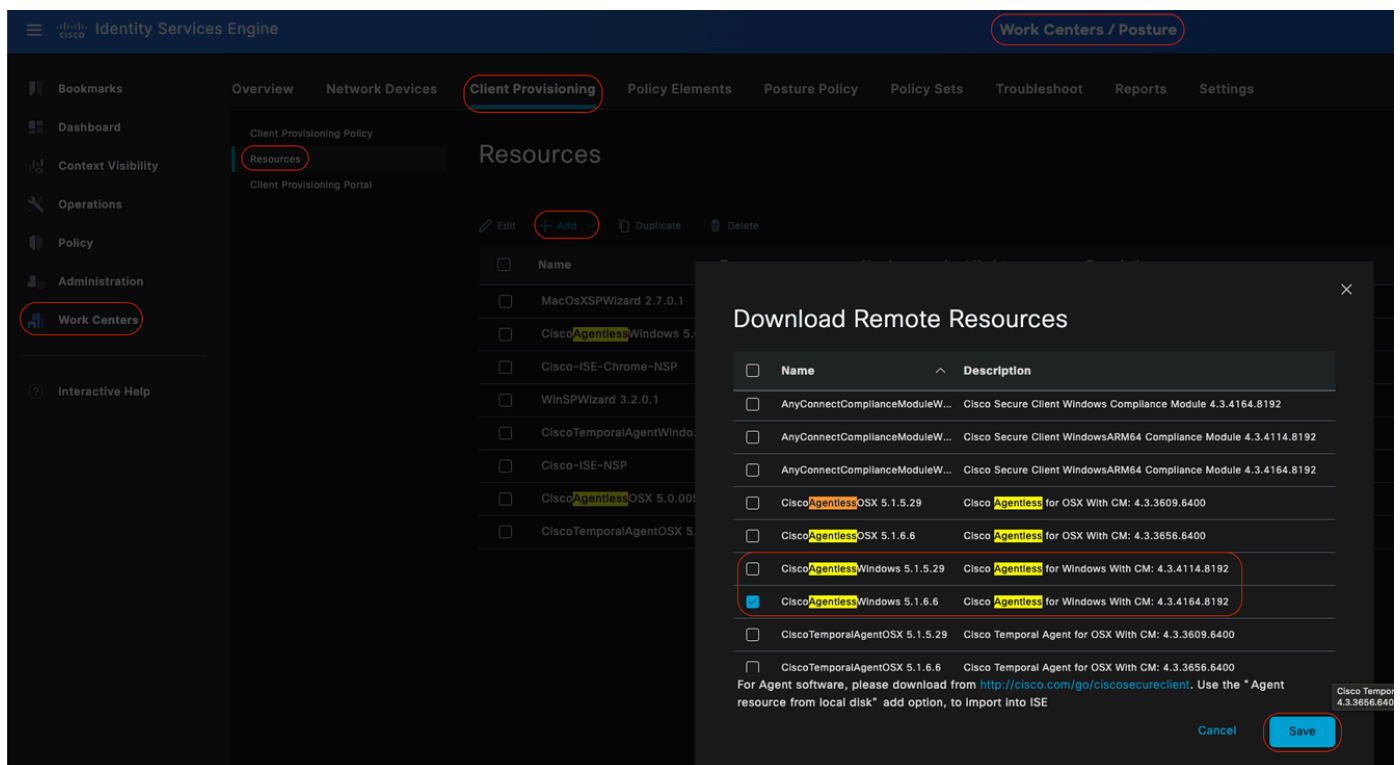 cisco Identity Services Engine
Work Centers / Posture
Bookmarks
Dashboard
Context Visibility
Operations
Policy
Administration
Work Centers
Interactive Help
Overview Network Devices Client Provisioning Policy Elements Posture Policy Policy Sets Troubleshoot Reports Settings
Client Provisioning Policy
Resources
Client Provisioning Portal
Resources
Edit + Add Duplicate Delete
Name
MacOsXSPWizard 2.7.0.1
CiscoAgentlessWindows 5.
Cisco-ISE-Chrome-NSP
WinSPWizard 3.2.0.1
CiscoTemporalAgentWindo
Cisco-ISE-NSP
CiscoAgentlessOSX 5.0.005
CiscoTemporalAgentOSX 5.
Download Remote Resources
Name Description
AnyConnectComplianceModuleW... Cisco Secure Client Windows Compliance Module 4.3.4164.8192
AnyConnectComplianceModuleW... Cisco Secure Client WindowsARM64 Compliance Module 4.3.4114.8192
AnyConnectComplianceModuleW... Cisco Secure Client WindowsARM64 Compliance Module 4.3.4164.8192
CiscoAgentlessOSX 5.1.5.29 Cisco Agentless for OSX With CM: 4.3.3609.6400
CiscoAgentlessOSX 5.1.6.6 Cisco Agentless for OSX With CM: 4.3.3656.6400
CiscoAgentlessWindows 5.1.5.29 Cisco Agentless for Windows With CM: 4.3.4114.8192
CiscoAgentlessWindows 5.1.6.6 Cisco Agentless for Windows With CM: 4.3.4164.8192
CiscoTemporalAgentOSX 5.1.5.29 Cisco Temporal Agent for OSX With CM: 4.3.3609.6400
CiscoTemporalAgentOSX 5.1.6.6 Cisco Temporal Agent for OSX With CM: 4.3.3656.6400
For Agent software, please download from http://cisco.com/go/ciscosecureclient. Use the "Agent
resource from local disk" add option, to import into ISE
Cisco Tempor
4.3.3656.640
Cancel Save